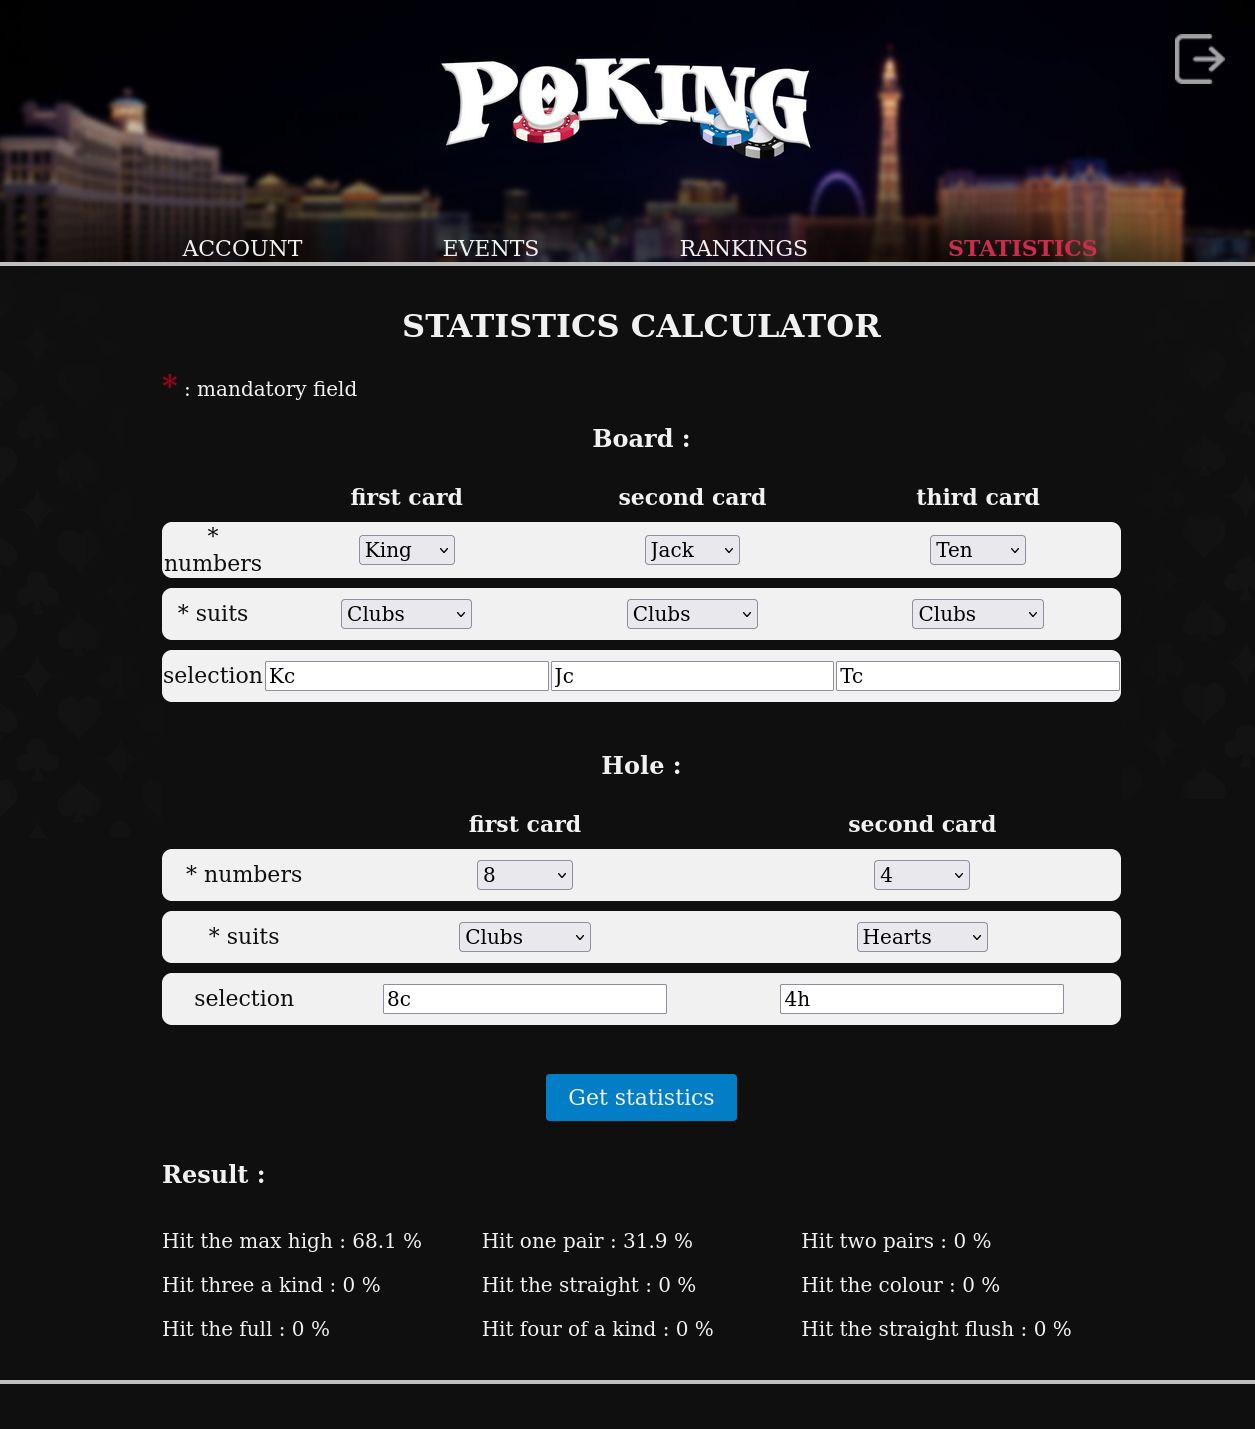 POKING
ACCOUNT EVENTS RANKINGS STATISTICS
STATISTICS CALCULATOR
* : mandatory field
Board :
first card second card third card
*
numbers King Jack Ten
* suits Clubs Clubs Clubs
selection Kc Jc Tc
Hole :
first card second card
* numbers 8 4
* suits Clubs Hearts
selection 8c 4h
Get statistics
Result :
Hit the max high : 68.1 % Hit one pair : 31.9 % Hit two pairs : 0 %
Hit three a kind : 0 % Hit the straight : 0 % Hit the colour : 0 %
Hit the full : 0 % Hit four of a kind : 0 % Hit the straight flush : 0 %